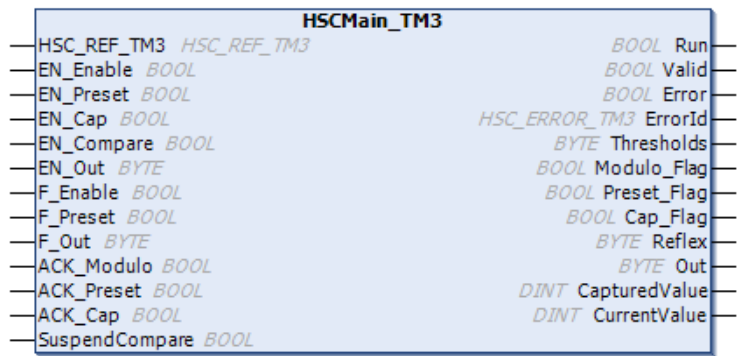 HSCMain_TM3
HSC_REF_TM3 HSC_REF_TM3 BOOL Run
EN_Enable BOOL BOOL Valid
EN_Preset BOOL BOOL Error
EN_Cap BOOL HSC_ERROR_TM3 ErrorId
EN_Compare BOOL BYTE Thresholds
EN_Out BYTE BOOL Modulo_Flag
F_Enable BOOL BOOL Preset_Flag
F_Preset BOOL BOOL Cap_Flag
F_Out BYTE BYTE Reflex
ACK_Modulo BOOL BYTE Out
ACK_Preset BOOL DINT CapturedValue
ACK_Cap BOOL DINT CurrentValue
SuspendCompare BOOL